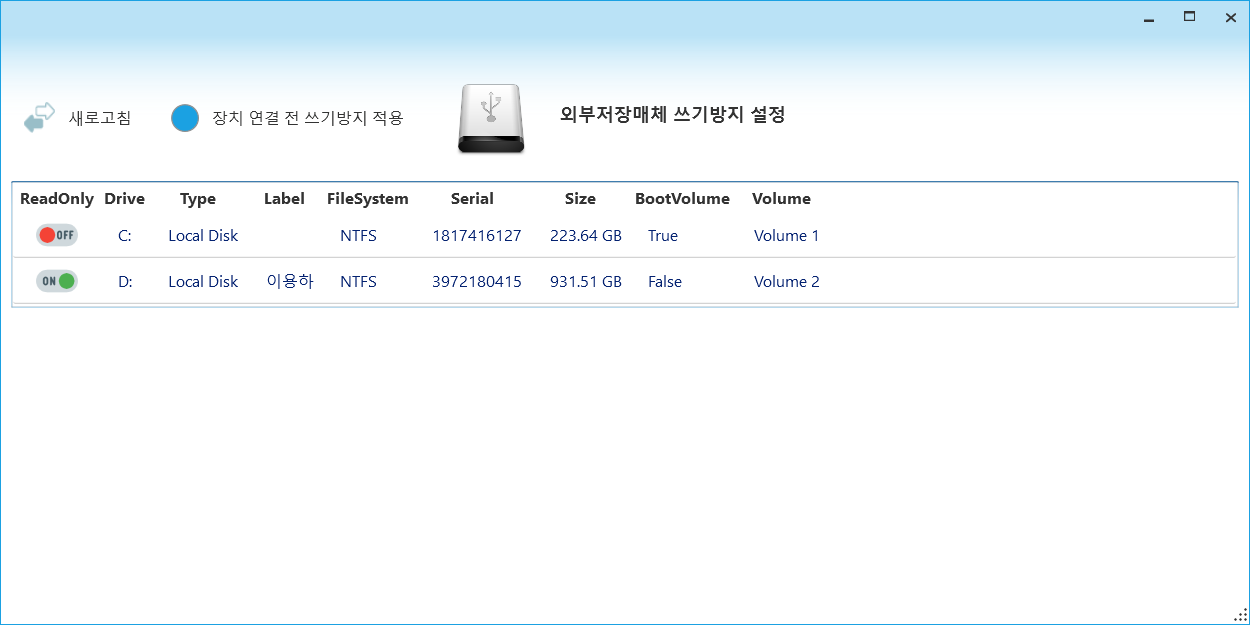 새로고침 장치 연결 전 쓰기방지 적용 외부저장매체 쓰기방지 설정
ReadOnly Drive Type Label FileSystem Serial Size BootVolume Volume
OFF C: Local Disk NTFS 1817416127 223.64 GB True Volume 1
ON D: Local Disk 이용하 NTFS 3972180415 931.51 GB False Volume 2